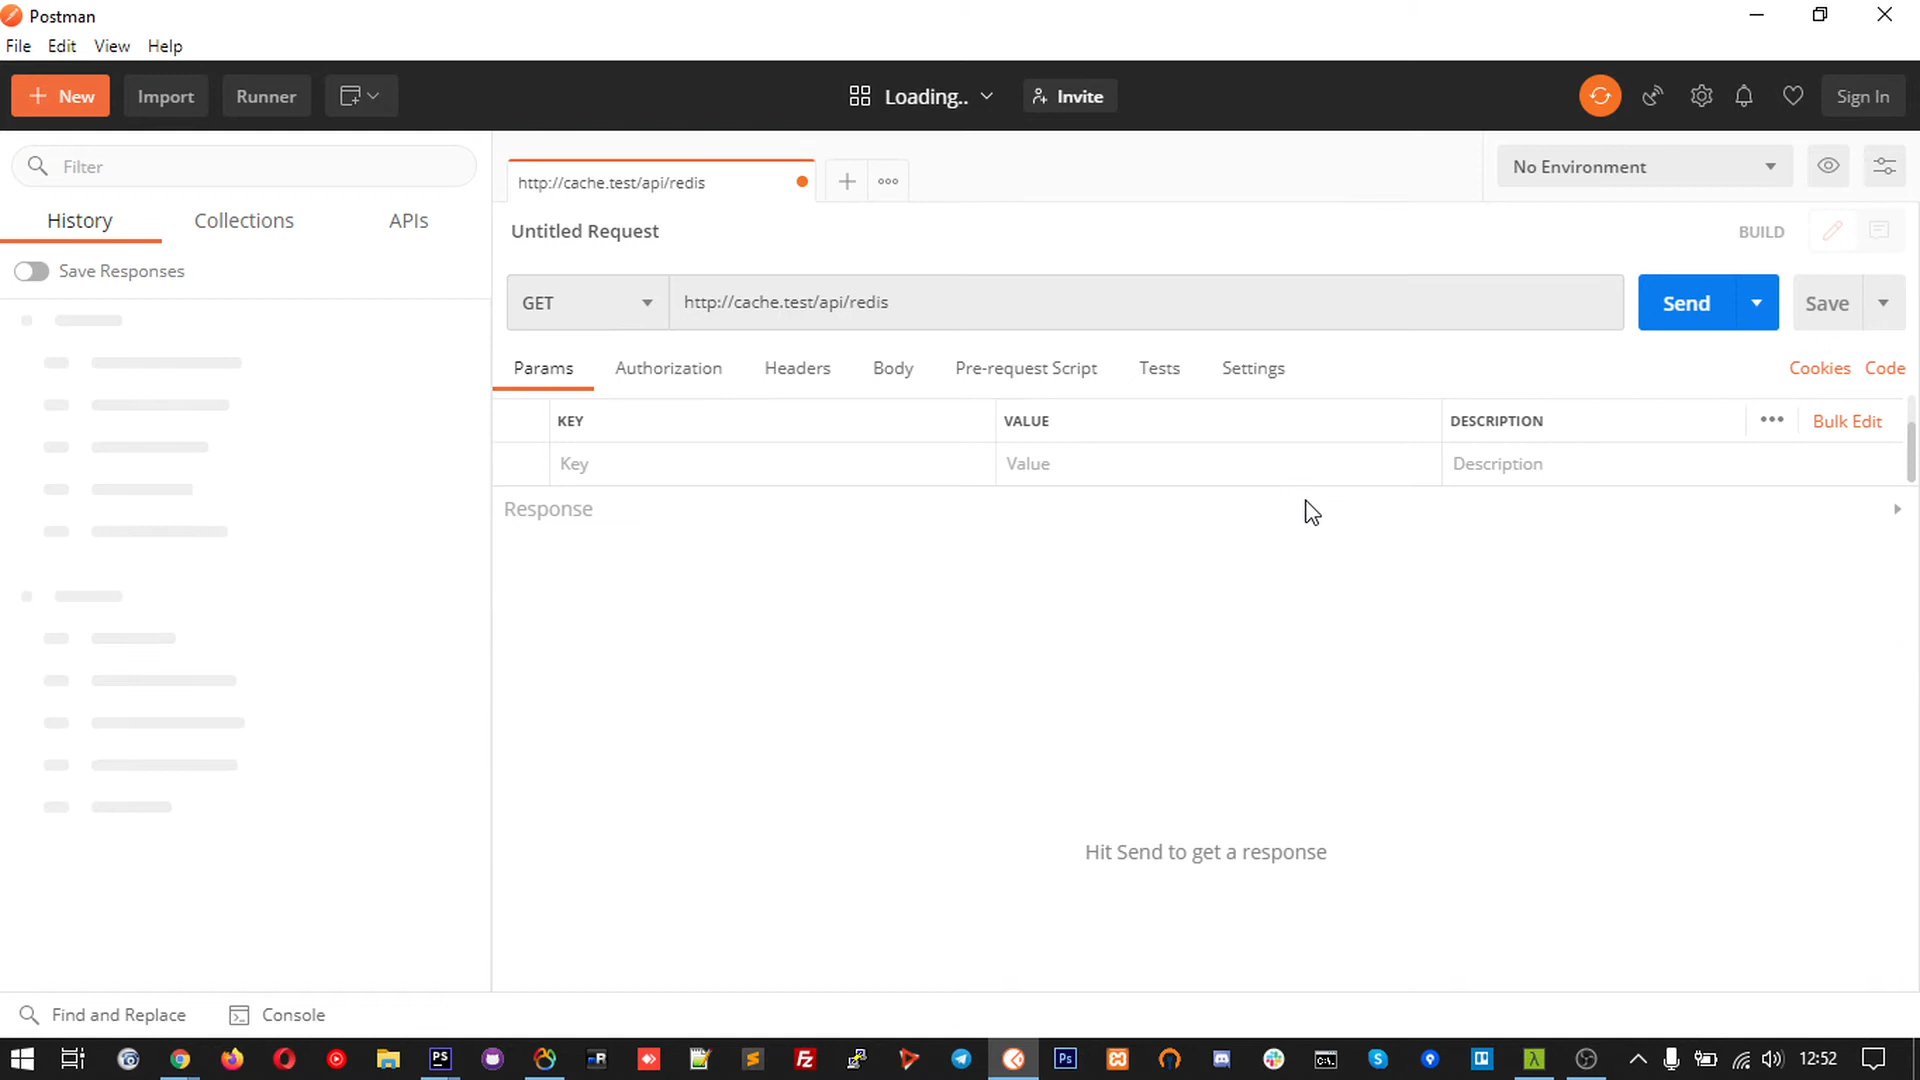 Postman
File Edit View Help
New Import Runner Loading.. Invite Sign In
Filter
http://cache.test/api/redis
No Environment
History Collections APIs
Untitled Request
BUILD
Save Responses
GET http://cache.test/api/redis Send Save
Params Authorization Headers Body Pre-request Script Tests Settings Cookies Code
KEY VALUE DESCRIPTION Bulk Edit
Key Value Description
Response
Hit Send to get a response
Find and Replace Console
12:52